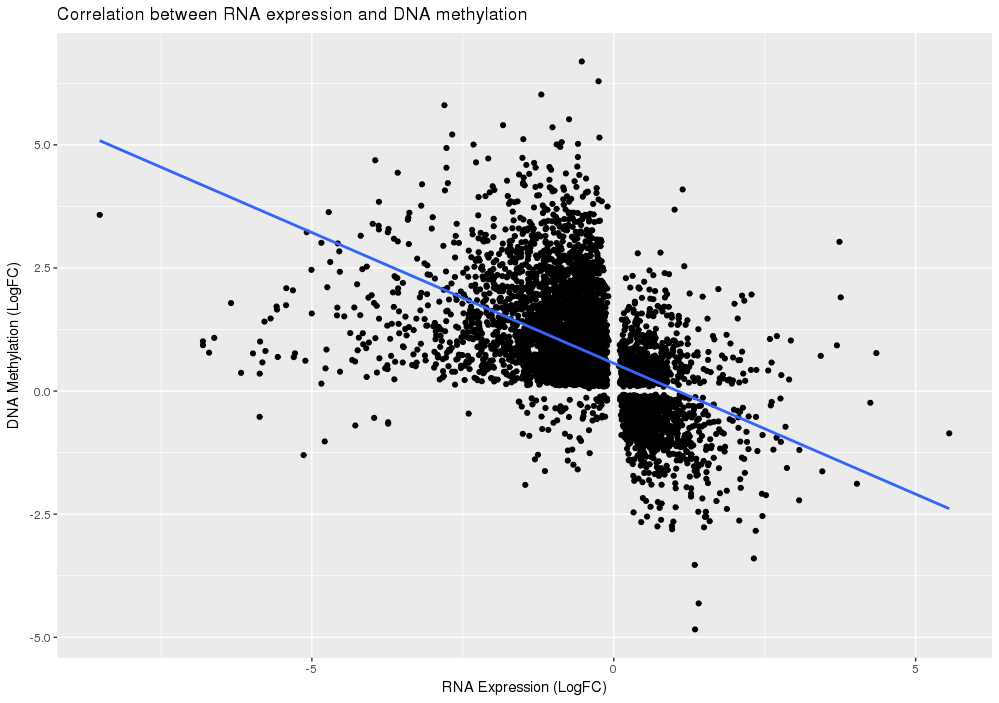 Correlation between RNA expression and DNA methylation
5.0
2.5
0.0
-2.5
-5.0
DNA Methylation (LogFC)
-5
0
5
RNA Expression (LogFC)